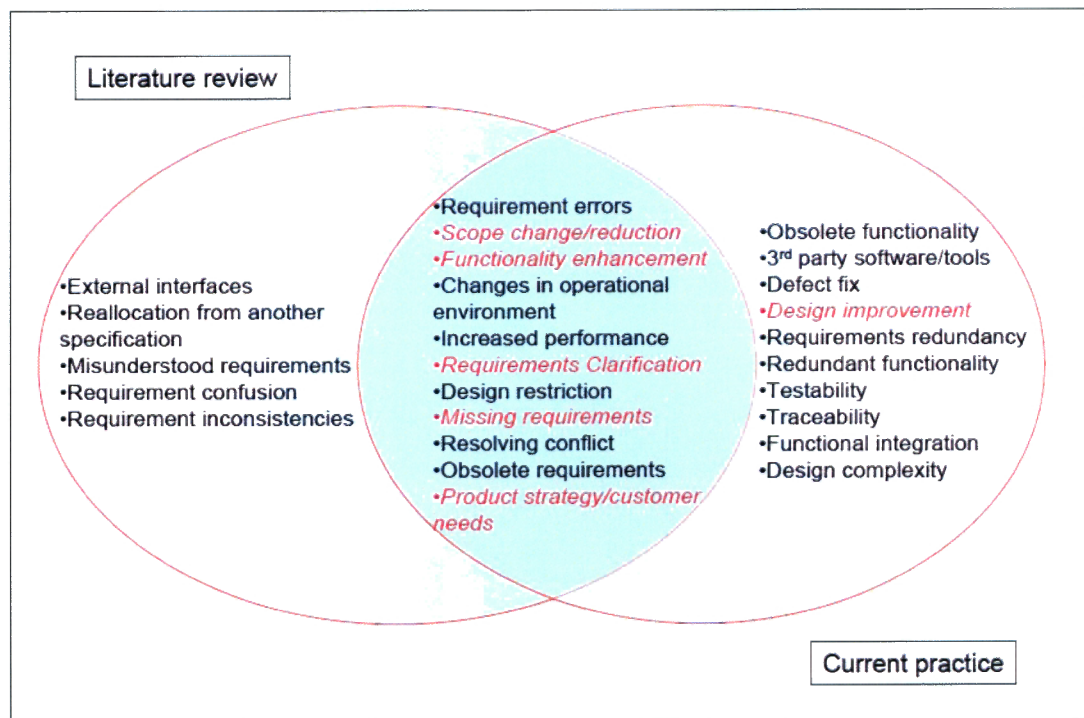 Literature review
•External interfaces
•Reallocation from another
specification
•Misunderstood requirements
•Requirement confusion
•Requirement inconsistencies
•Requirement errors
•Scope change/reduction
•Functionality enhancement
•Changes in operational
environment
•Increased performance
•Requirements Clarification
•Design restriction
•Missing requirements
•Resolving conflict
•Obsolete requirements
•Product strategy/customer
needs
•Obsolete functionality
•3rd party software/tools
•Defect fix
•Design improvement
•Requirements redundancy
•Redundant functionality
•Testability
•Traceability
•Functional integration
•Design complexity
Current practice